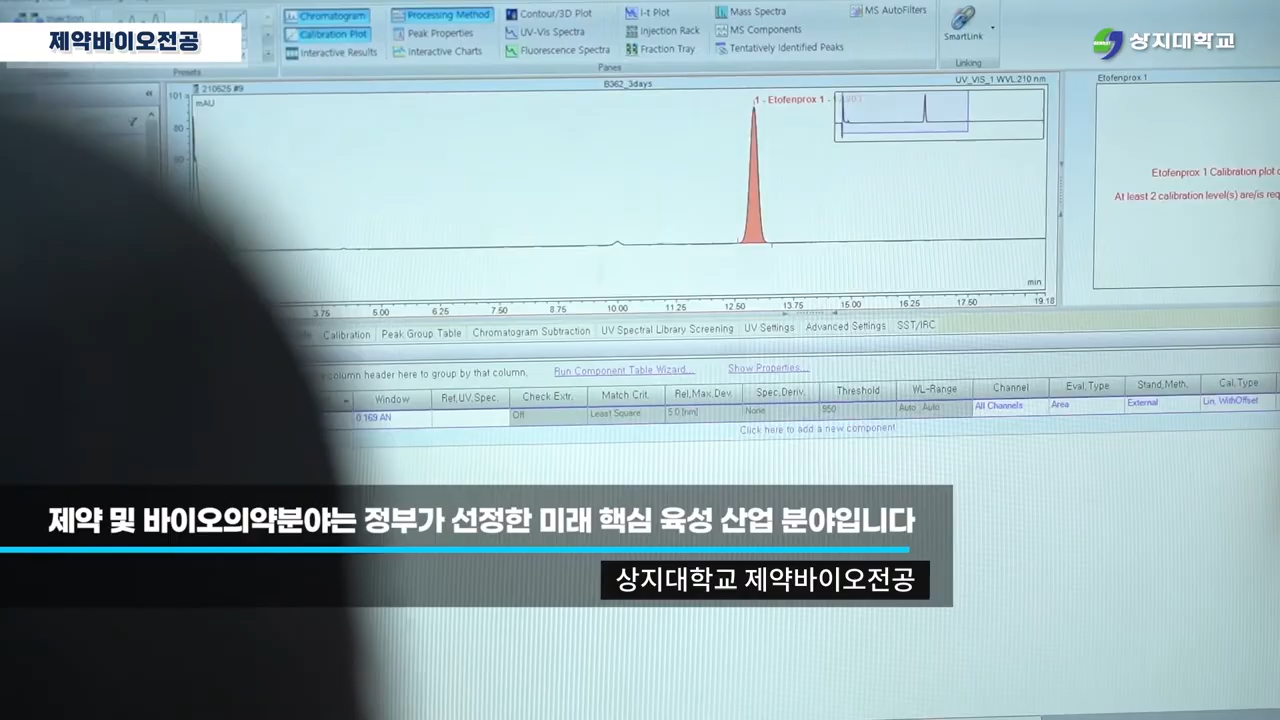 제약바이오전공
상지대학교
Chromatogram
Calibration Plot
Interactive Results
Processing Method
Peak Properties
Interactive Charts
Contour/3D Plot
UV-Vis Spectra
Fluorescence Spectra
I-t Plot
Injection Rack
Fraction Tray
Mass Spectra
MS Components
Tentatively Identified Peaks
MS AutoFilters
SmartLink
Presets
Panes
Linking
210625 #9
B362_3days
UV_VIS_1 WVL:210 nm
101
mAU
80
60
1 - Etofenprox 1 -
min
3.75 5.00 6.25 7.50 8.75 10.00 11.25 12.50 13.75 15.00 16.25 17.50 19.18
Etofenprox 1
Etofenprox 1 Calibration plot
At least 2 calibration level(s) are/is
Calibration Peak Group Table Chromatogram Subtraction UV Spectral Library Screening UV Settings Advanced Settings SST/IRC
column header here to group by that column.
Run Component Table Wizard...
Show Properties...
Window Ref.UV.Spec. Check Extr. Match Crit. Rel.Max.Dev. Spec.Deriv. Threshold WL-Range Channel Eval.Type Stand.Meth. Cal.Type
0.169 AN Off Least Square 5.0 [nm] None 950 Auto Auto All Channels Area External Lin, WithOffset
Click here to add a new component
제약 및 바이오의약분야는 정부가 선정한 미래 핵심 육성 산업 분야입니다
상지대학교 제약바이오전공